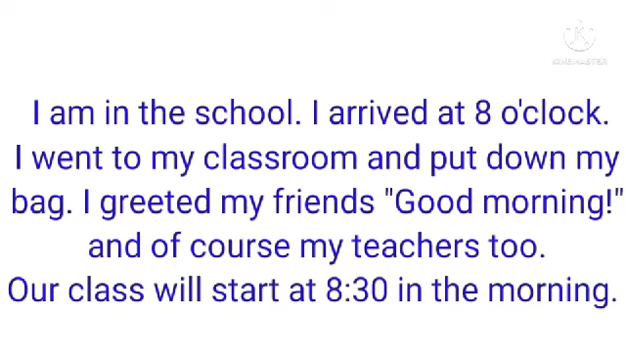 KINEMASTER
I am in the school. I arrived at 8 o'clock.
I went to my classroom and put down my
bag. I greeted my friends "Good morning!"
and of course my teachers too.
Our class will start at 8:30 in the morning.